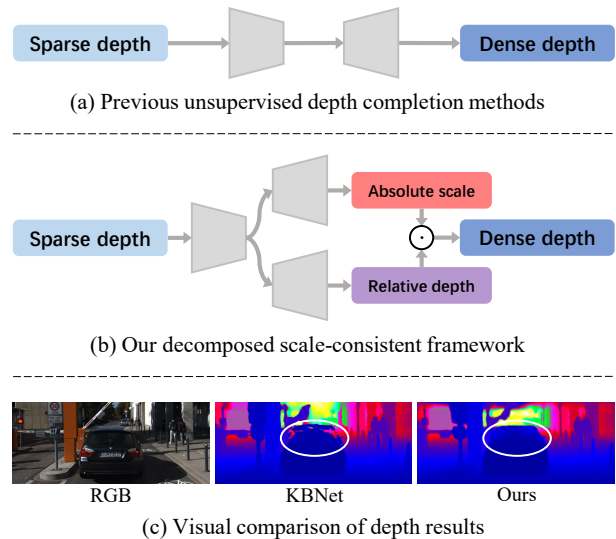 Sparse depth
Dense depth
(a) Previous unsupervised depth completion methods
Absolute scale
Sparse depth
Dense depth
Relative depth
(b) Our decomposed scale-consistent framework
RGB
KBNet
Ours
(c) Visual comparison of depth results